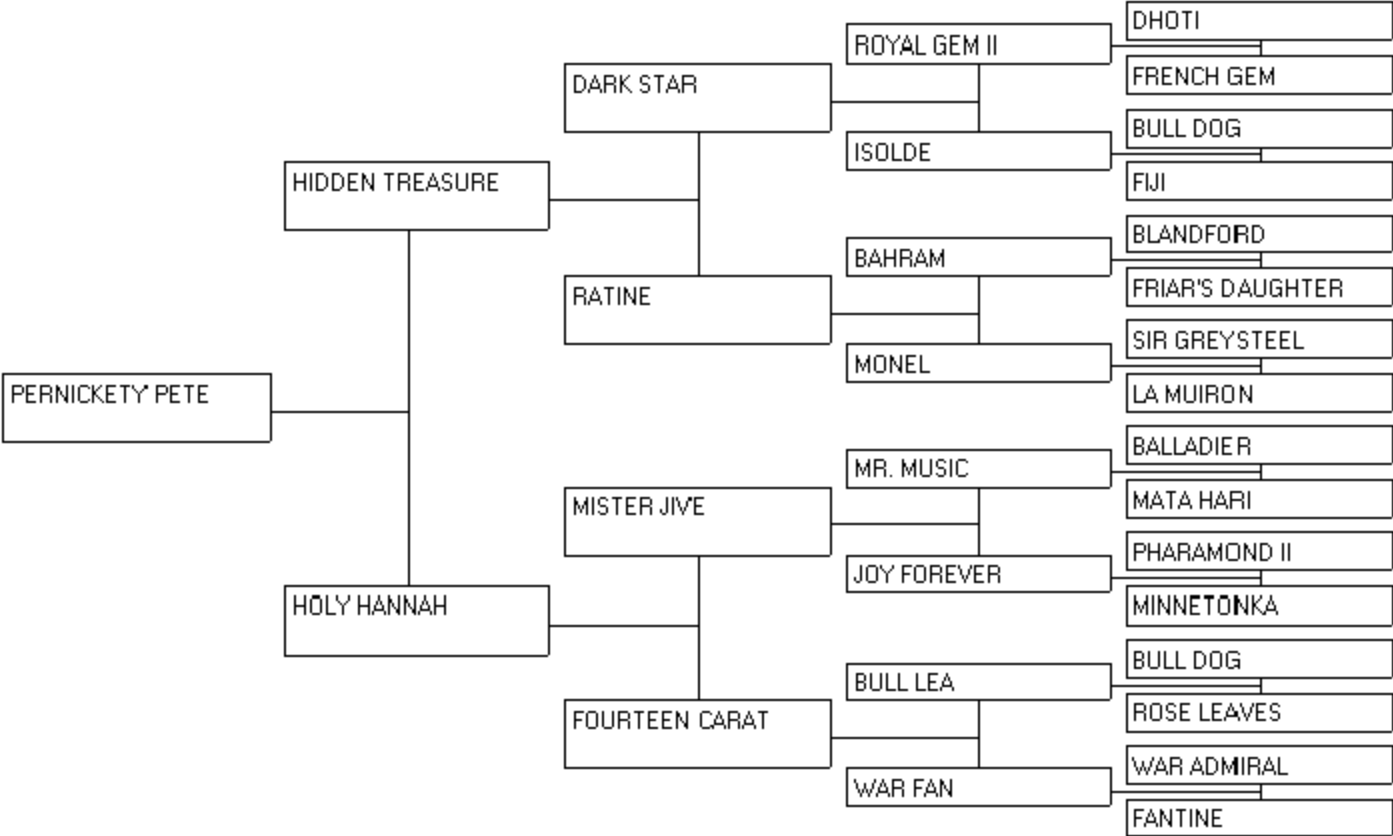 DHOTI
ROYAL GEM II
FRENCH GEM
DARK STAR
BULL DOG
ISOLDE
FIJI
HIDDEN TREASURE
BLANDFORD
BAHRAM
FRIAR'S DAUGHTER
RATINE
SIR GREYSTEEL
MONEL
LA MUIRON
PERNICKETY PETE
BALLADIER
MR. MUSIC
MATA HARI
MISTER JIVE
PHARAMOND II
JOY FOREVER
MINNETONKA
HOLY HANNAH
BULL DOG
BULL LEA
ROSE LEAVES
FOURTEEN CARAT
WAR ADMIRAL
WAR FAN
FANTINE